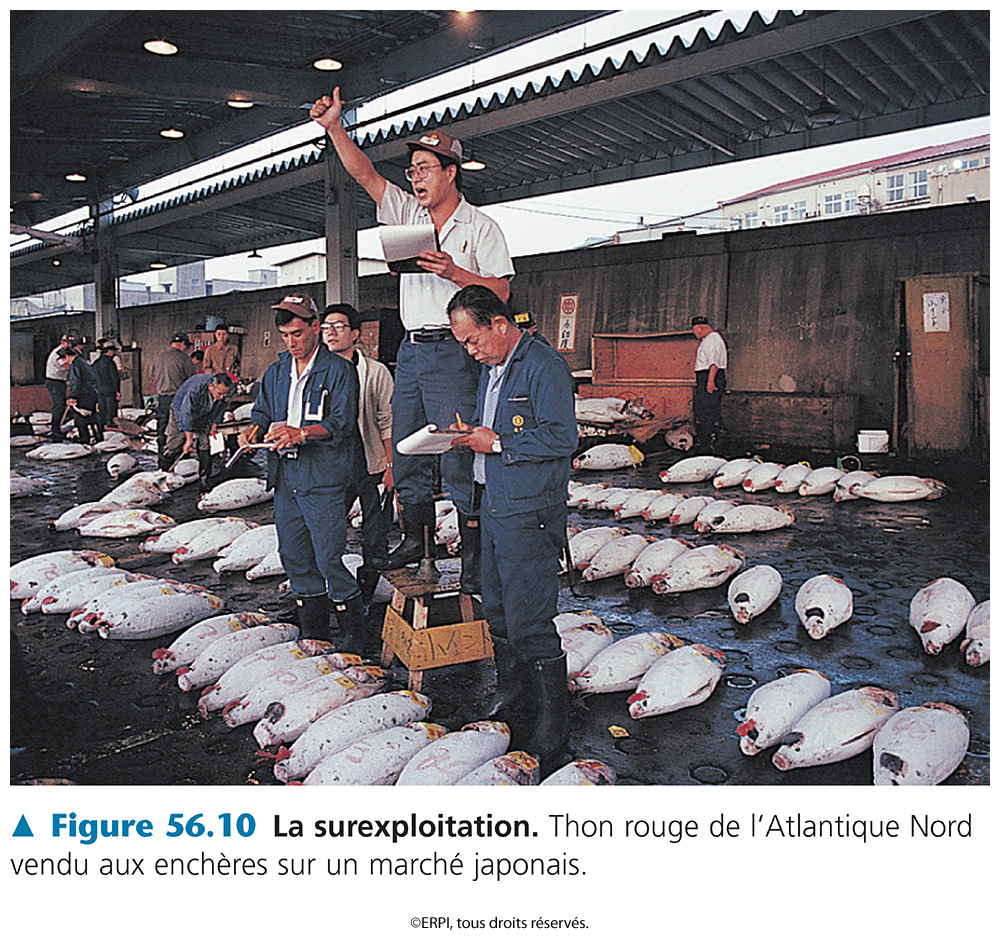 ▲ Figure 56.10 La surexploitation. Thon rouge de l'Atlantique Nord
vendu aux enchères sur un marché japonais.
©ERPI, tous droits réservés.